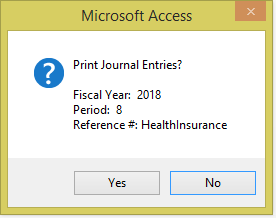 Microsoft Access
Print Journal Entries?
Fiscal Year: 2018
Period: 8
Reference #: HealthInsurance
Yes
No